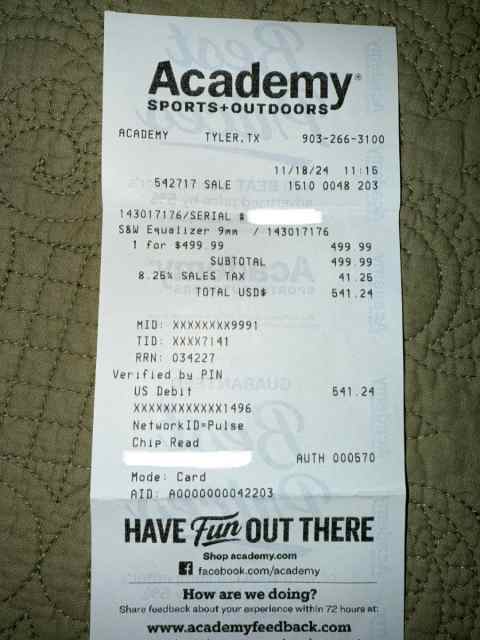 Academy®
SPORTS+OUTDOORS
ACADEMY TYLER,TX 903-266-3100
11/18/24 11:15
542717 SALE 1510 0048 203
143017176/SERIAL #
S&W Equalizer 9mm / 143017176
1 for $499.99 499.99
SUBTOTAL 499.99
8.25% SALES TAX 41.25
TOTAL USD$ 541.24
MID: XXXXXXXX9991
TID: XXXX7141
RRN: 034227
Verified by PIN
US Debit 541.24
XXXXXXXXXXXX1496
NetworkID=Pulse
Chip Read
AUTH 000570
Mode: Card
AID: A0000000042203
HAVE Fun OUT THERE
Shop academy.com
facebook.com/academy
How are we doing?
Share feedback about your experience within 72 hours at:
www.academyfeedback.com